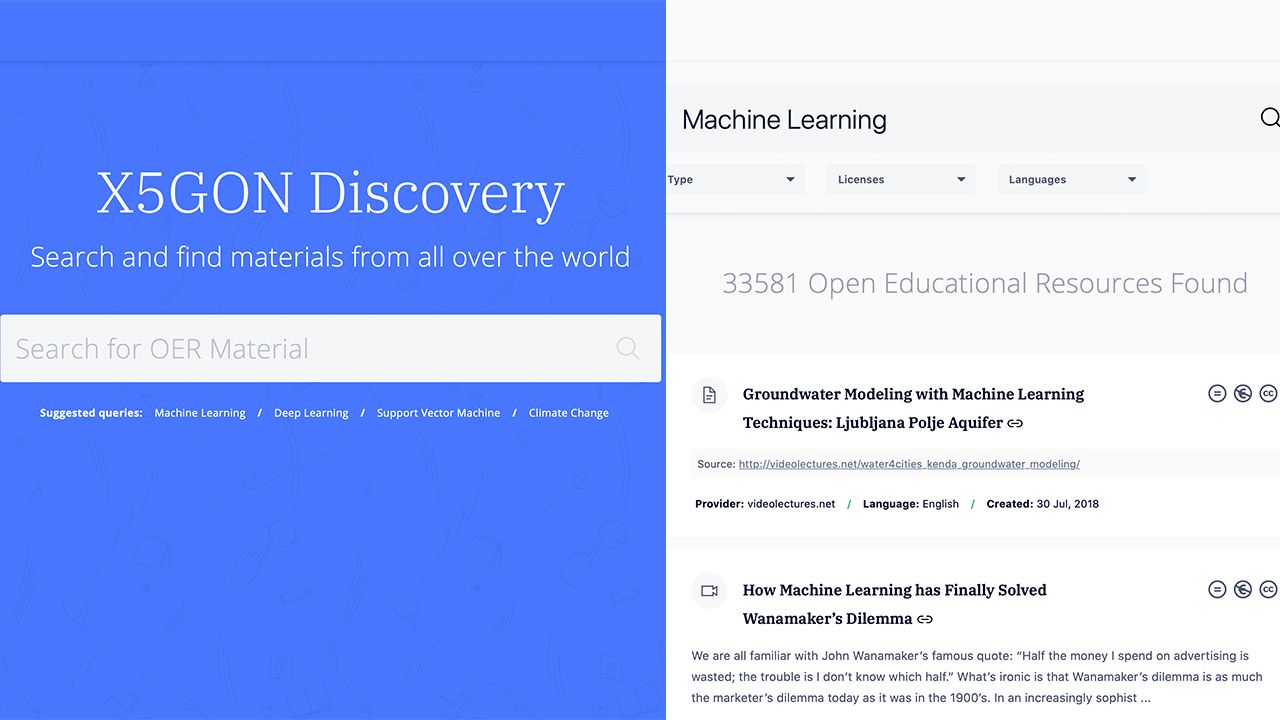 X5GON Discovery
Search and find materials from all over the world
Search for OER Material
Suggested queries: Machine Learning / Deep Learning / Support Vector Machine / Climate Change
Machine Learning
Type Licenses Languages
33581 Open Educational Resources Found
Groundwater Modeling with Machine Learning
Techniques: Ljubljana Polje Aquifer
Source: http://videolectures.net/water4cities_kenda_groundwater_modeling/
Provider: videolectures.net / Language: English / Created: 30 Jul, 2018
How Machine Learning has Finally Solved
Wanamaker’s Dilemma
We are all familiar with John Wanamaker’s famous quote: “Half the money I spend on advertising is
wasted; the trouble is I don’t know which half.” What’s ironic is that Wanamaker’s dilemma is as much
the marketer’s dilemma today as it was in the 1900’s. In an increasingly sophist ...